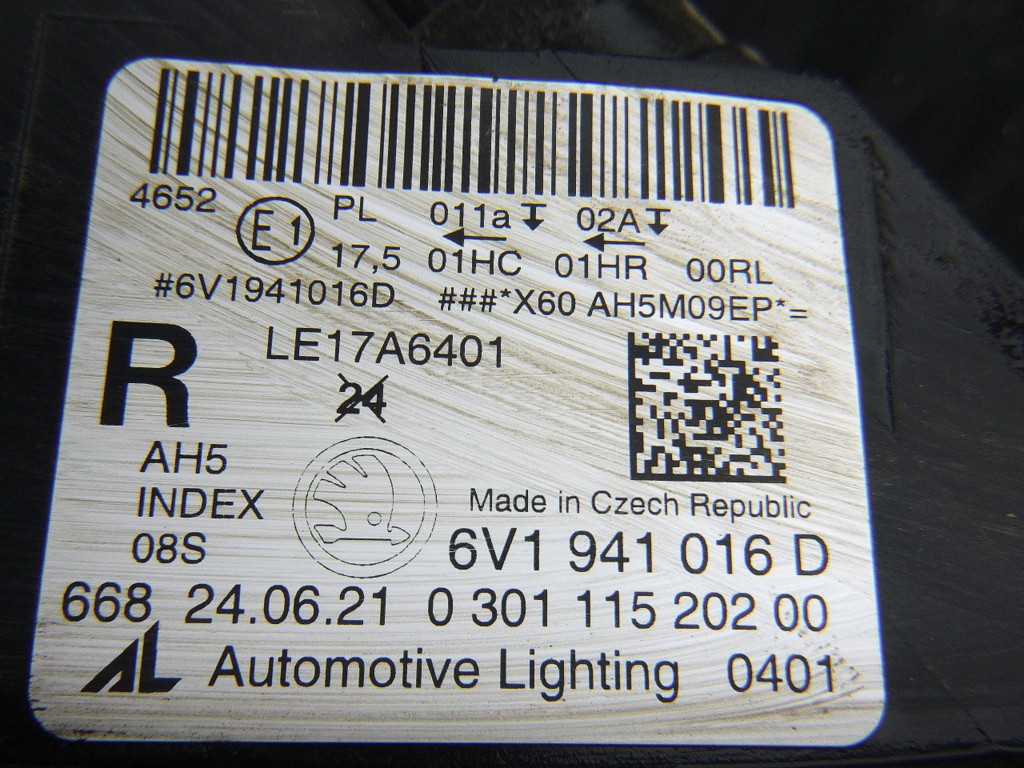 4652 E1 PL 011a 02A
17,5 01HC 01HR 00RL
#6V1941016D ###*X60 AH5M09EP*=
R LE17A6401
24
AH5
INDEX Made in Czech Republic
08S 6V1 941 016 D
668 24.06.21 0 301 115 202 00
AL Automotive Lighting 0401